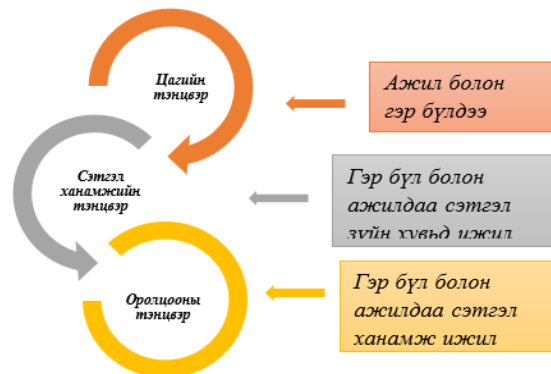 Цагийн
тэнцвэр
Ажил болон
гэр бүлдээ
Сэтгэл
ханамжийн
тэнцвэр
Гэр бүл болон
ажилдаа сэтгэл
зүйн хувьд ижил
Оролцооны
тэнцвэр
Гэр бүл болон
ажилдаа сэтгэл
ханамж ижил